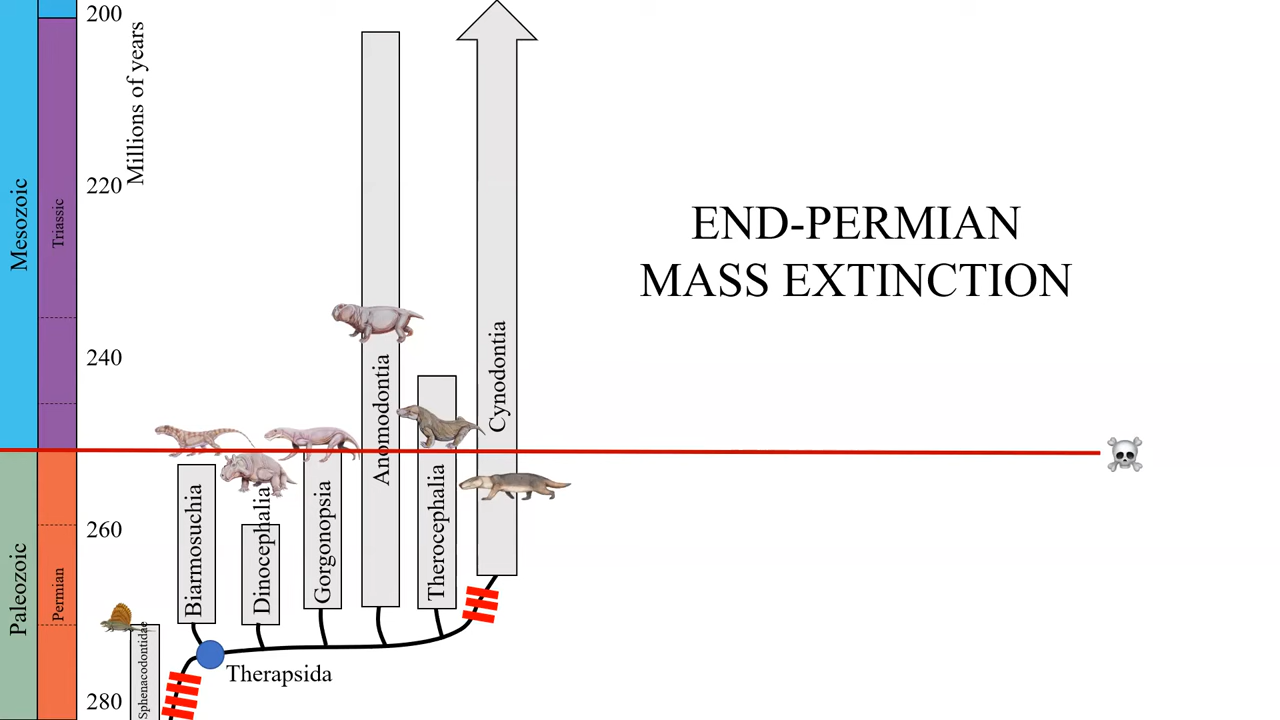 200
Millions of years
220
240
260
280
Mesozoic
Triassic
Paleozoic
Permian
END-PERMIAN
MASS EXTINCTION
Sphenacodontidae
Biarmosuchia
Dinocephalia
Gorgonopsia
Anomodontia
Therocephalia
Cynodontia
Therapsida